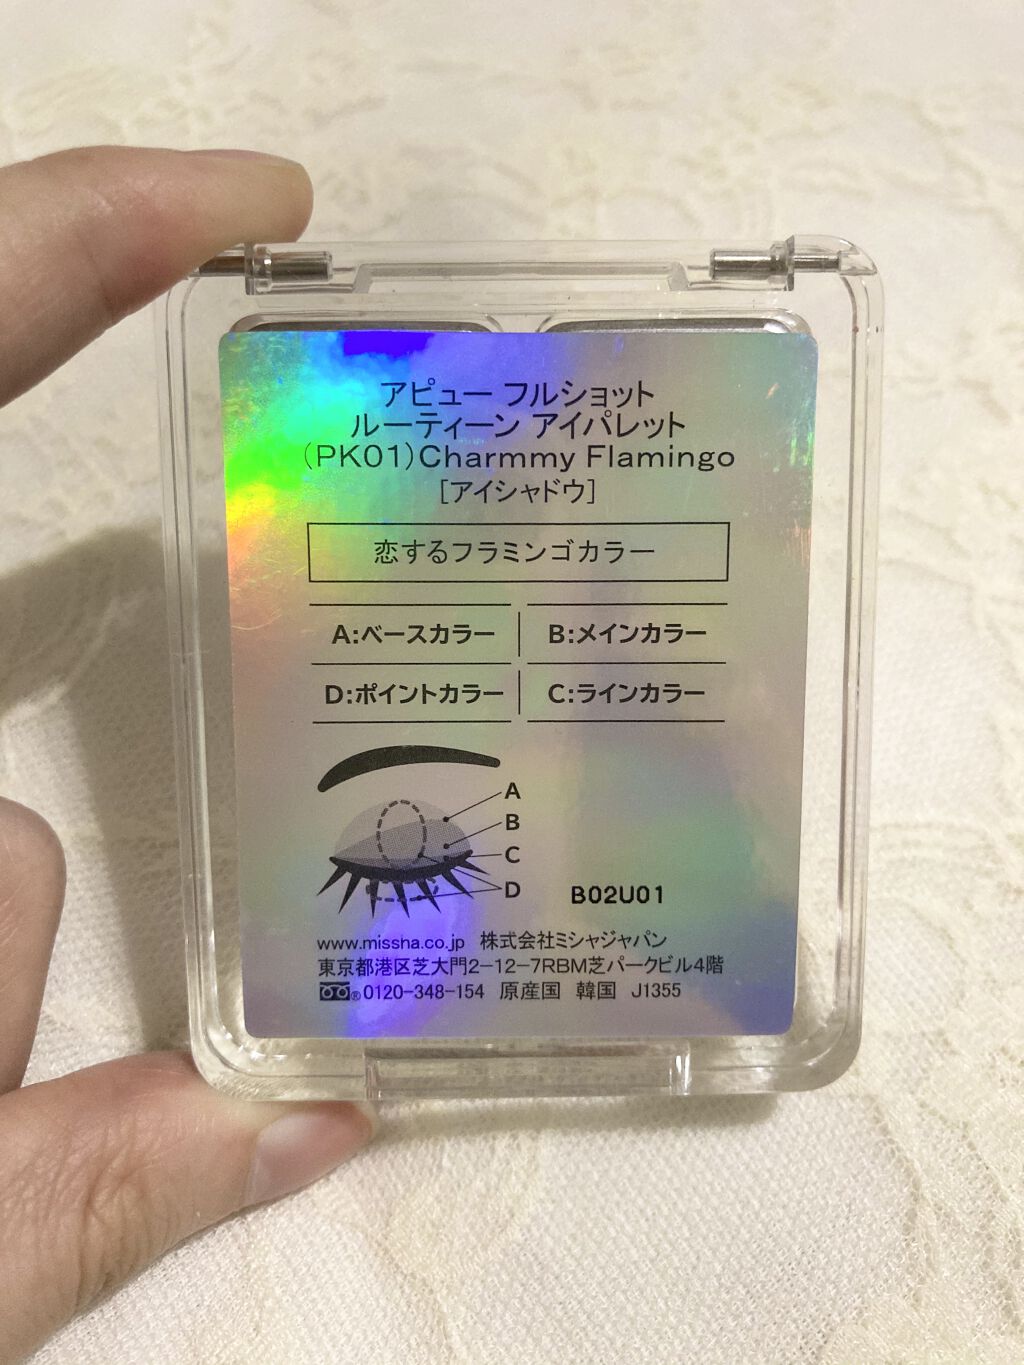 アピュー フルショット
ルーティーン アイパレット
(PK01)Charmmy Flamingo
[アイシャドウ]
恋するフラミンゴカラー
A:ベースカラー B:メインカラー
D:ポイントカラー C:ラインカラー
A
B
C
D
B02U01
www.missha.co.jp 株式会社ミシャジャパン
東京都港区芝大門2-12-7RBM芝パークビル4階
®0120-348-154 原産国 韓国 J1355